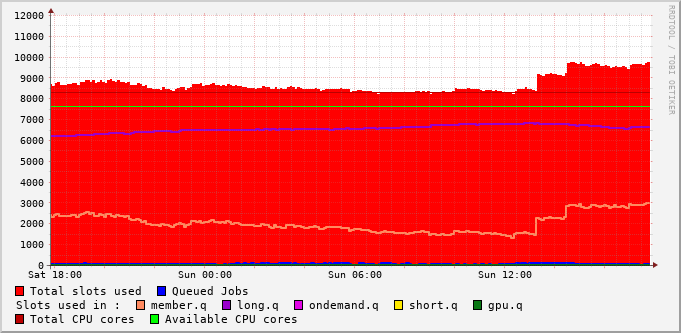 12000
11000
10000
9000
8000
7000
6000
5000
4000
3000
2000
1000
0
Sat 18:00 Sun 00:00 Sun 06:00 Sun 12:00
Total slots used Queued Jobs
Slots used in : member.q long.q ondemand.q short.q gpu.q
Total CPU cores Available CPU cores
RRDTOOL / TOBI OETIKER